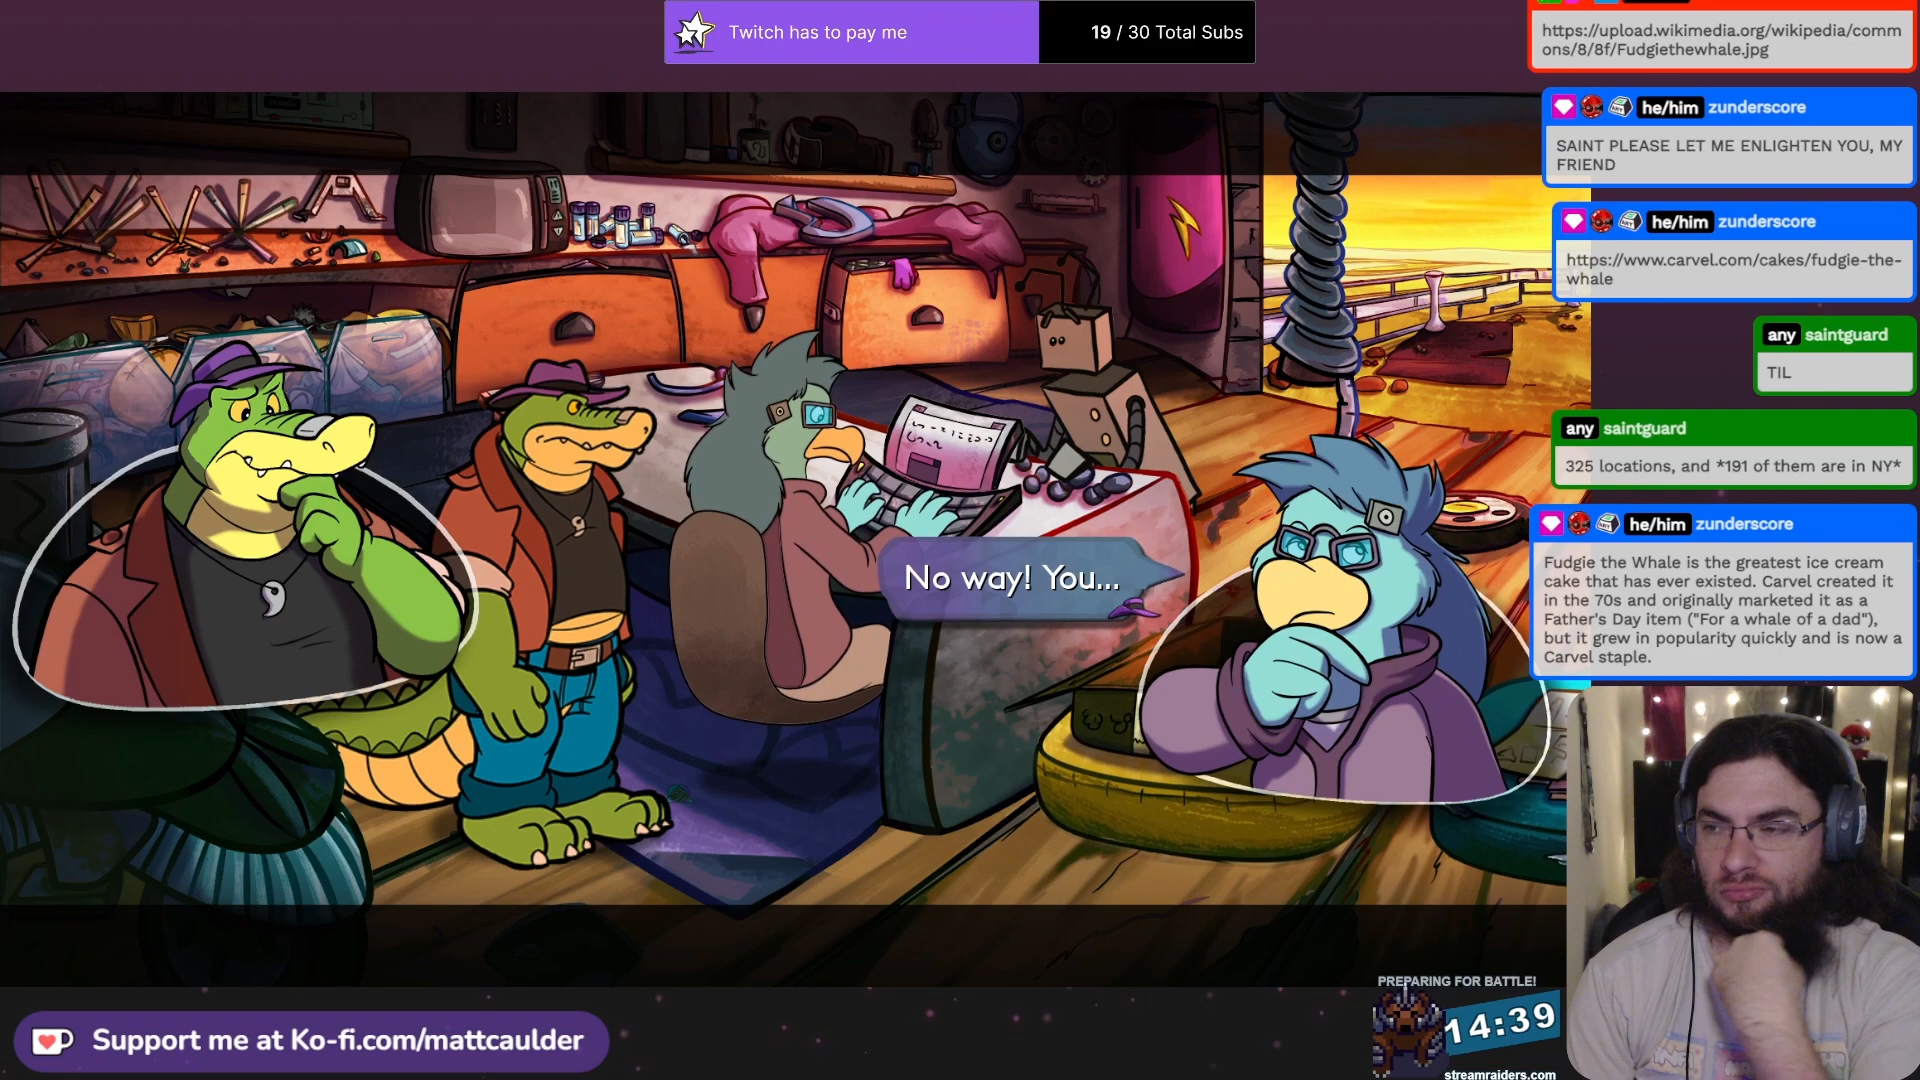 Twitch has to pay me
19 / 30 Total Subs
https://upload.wikimedia.org/wikipedia/comm
ons/8/8f/Fudgiethewhale.jpg
he/him zunderscore
SAINT PLEASE LET ME ENLIGHTEN YOU, MY
FRIEND
he/him zunderscore
https://www.carvel.com/cakes/fudgie-the-
whale
any saintguard
TIL
any saintguard
325 locations, and *191 of them are in NY*
he/him zunderscore
Fudgie the Whale is the greatest ice cream
cake that has ever existed. Carvel created it
in the 70s and originally marketed it as a
Father's Day item ("For a whale of a dad"),
but it grew in popularity quickly and is now a
Carvel staple.
No way! You...
PREPARING FOR BATTLE!
14:39
streamraiders.com
Support me at Ko-fi.com/mattcaulder